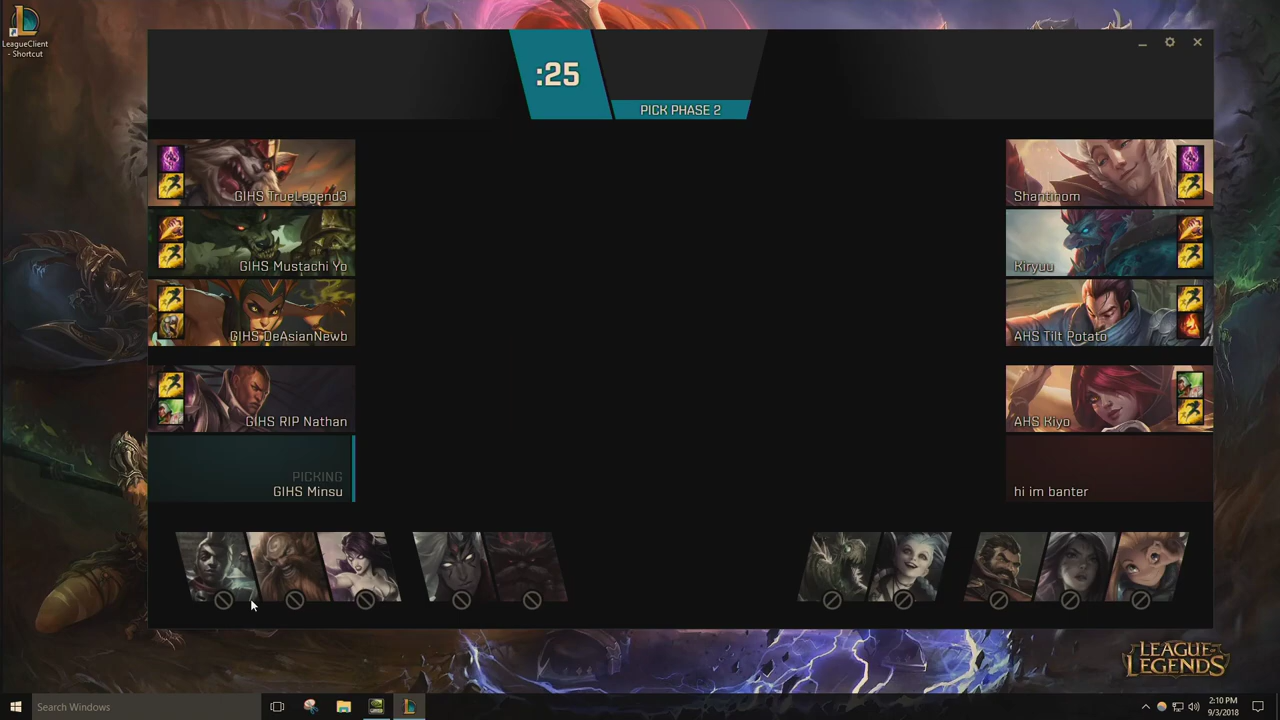 LeagueClient
- Shortcut
:25
PICK PHASE 2
GIHS TrueLegend3
GIHS Mustachi Yo
GIHS DeAsianNewb
GIHS RIP Nathan
PICKING
GIHS Minsu
Shantinom
Kiryuu
AHS Tilt Potato
AHS Kiyo
hi im banter
LEAGUE OF
LEGENDS
Search Windows
2:10 PM
9/3/2018